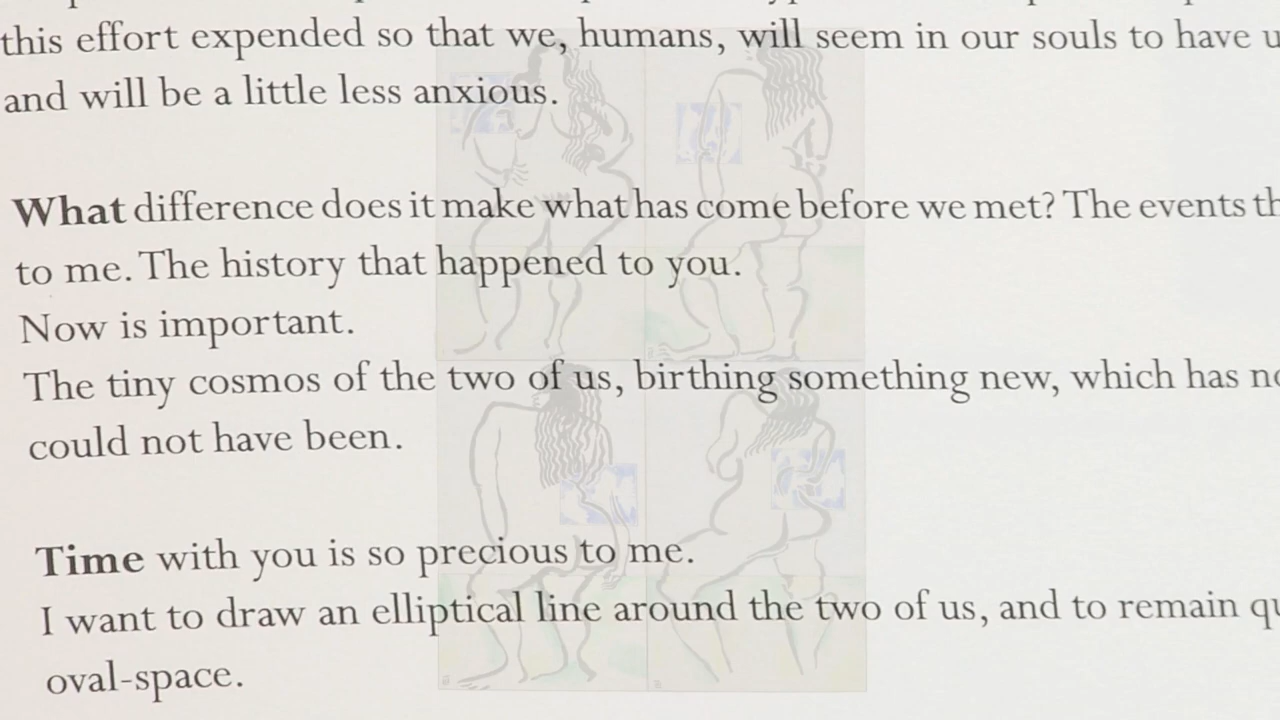 this effort expended so that we, humans, will seem in our souls to have
and will be a little less anxious.
What difference does it make what has come before we met? The events
to me. The history that happened to you.
Now is important.
The tiny cosmos of the two of us, birthing something new, which has
could not have been.
Time with you is so precious to me.
I want to draw an elliptical line around the two of us, and to remain
oval-space.